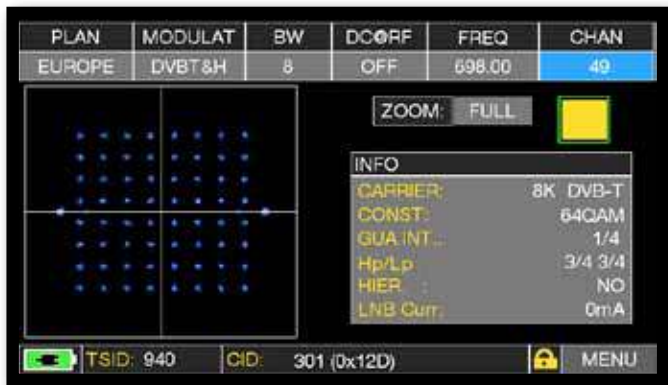 PLAN MODULAT BW DC@RF FREQ CHAN
EUROPE DVBT&H 8 OFF 698.00 49
ZOOM: FULL
INFO
CARRIER: 8K DVB-T
CONST: 64QAM
GUA INT... 1/4
Hp/Lp 3/4 3/4
HIER : NO
LNB Curr: 0mA
TSID: 940 CID: 301 (0x12D) MENU